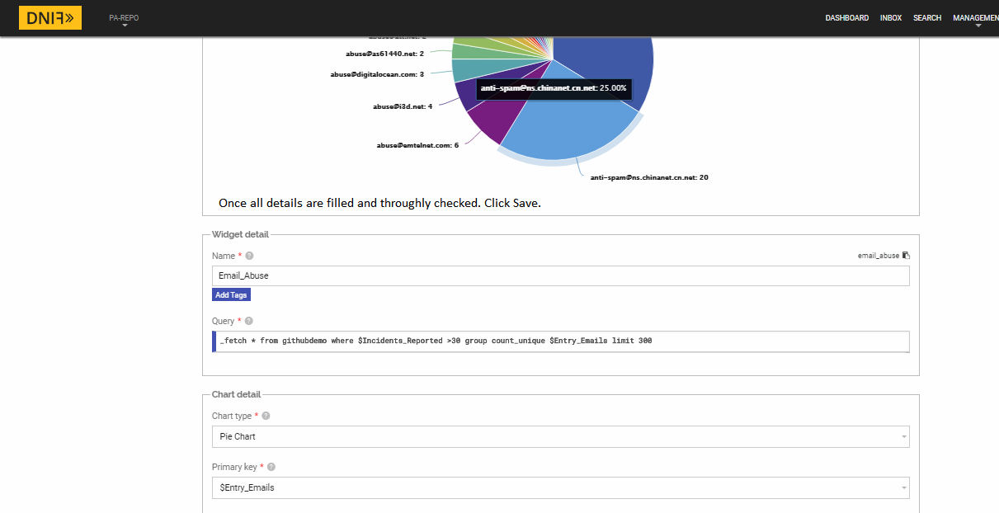 DNIF»
PA-REPO
DASHBOARD INBOX SEARCH MANAGEMEN
abuse@as61440.net: 2
abuse@digitalocean.com: 3
anti-spam@ns.chinanet.cn.net: 25.00%
abuse@i3d.net: 4
abuse@emtelnet.com: 6
anti-spam@ns.chinanet.cn.net: 20
Once all details are filled and throughly checked. Click Save.
Widget detail
Name * ?
email_abuse
Email_Abuse
Add Tags
Query * ?
_fetch * from githubdemo where $Incidents_Reported >30 group count_unique $Entry_Emails limit 300
Chart detail
Chart type * ?
Pie Chart
Primary key * ?
$Entry_Emails